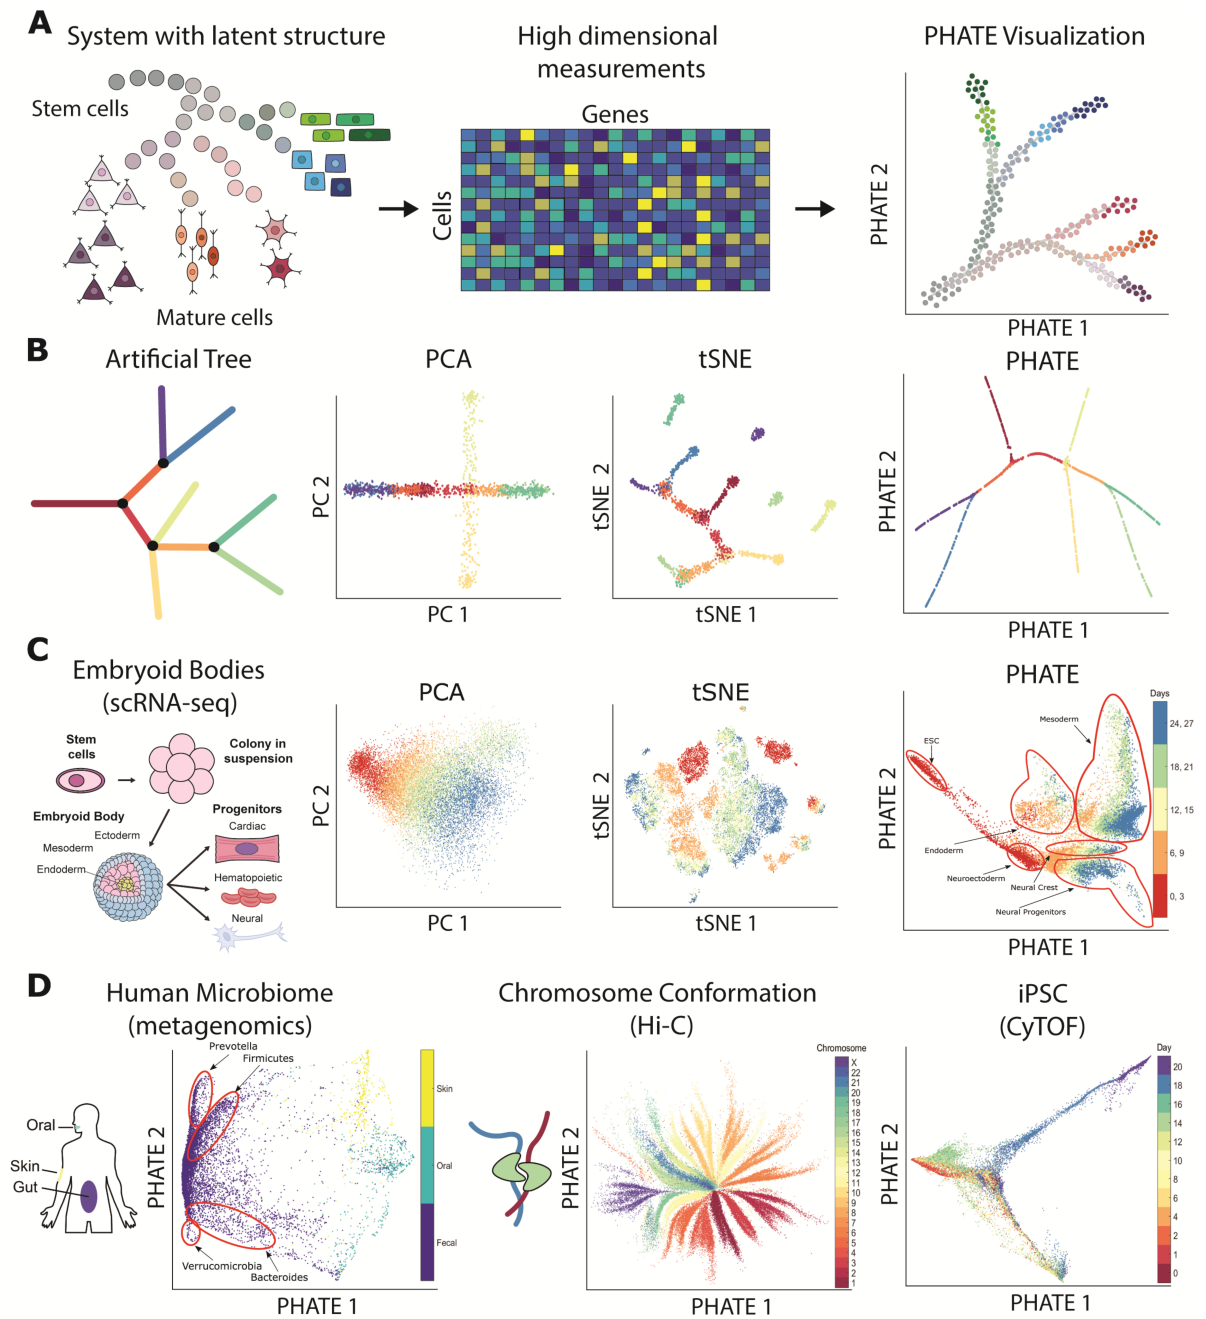 A
System with latent structure
High dimensional
measurements
PHATE Visualization
Stem cells
Genes
Cells
PHATE 2
Mature cells
PHATE 1
B
Artificial Tree
PCA
tSNE
PHATE
PC 2
tSNE 2
PHATE 2
PC 1
tSNE 1
PHATE 1
C
Embryoid Bodies
(scRNA-seq)
PCA
tSNE
PHATE
Stem
cells
Colony in
suspension
Embryoid Body
Ectoderm
Mesoderm
Endoderm
Progenitors
Cardiac
Hematopoietic
Neural
PC 2
PC 1
tSNE 2
tSNE 1
PHATE 2
Days
24, 27
18, 21
12, 15
6, 9
0, 3
Mesoderm
ESC
Endoderm
Neuroectoderm
Neural Crest
Neural Progenitors
PHATE 1
D
Human Microbiome
(metagenomics)
Chromosome Conformation
(Hi-C)
iPSC
(CyTOF)
Oral
Skin
Gut
PHATE 2
Prevotella
Firmicutes
Verrucomicrobia
Bacteroides
Skin
Oral
Fecal
PHATE 1
PHATE 2
Chromosome
X
22
21
20
19
18
17
16
15
14
13
12
11
10
9
8
7
6
5
4
3
2
1
PHATE 1
PHATE 2
Day
20
18
16
14
12
10
8
6
4
2
1
0
PHATE 1